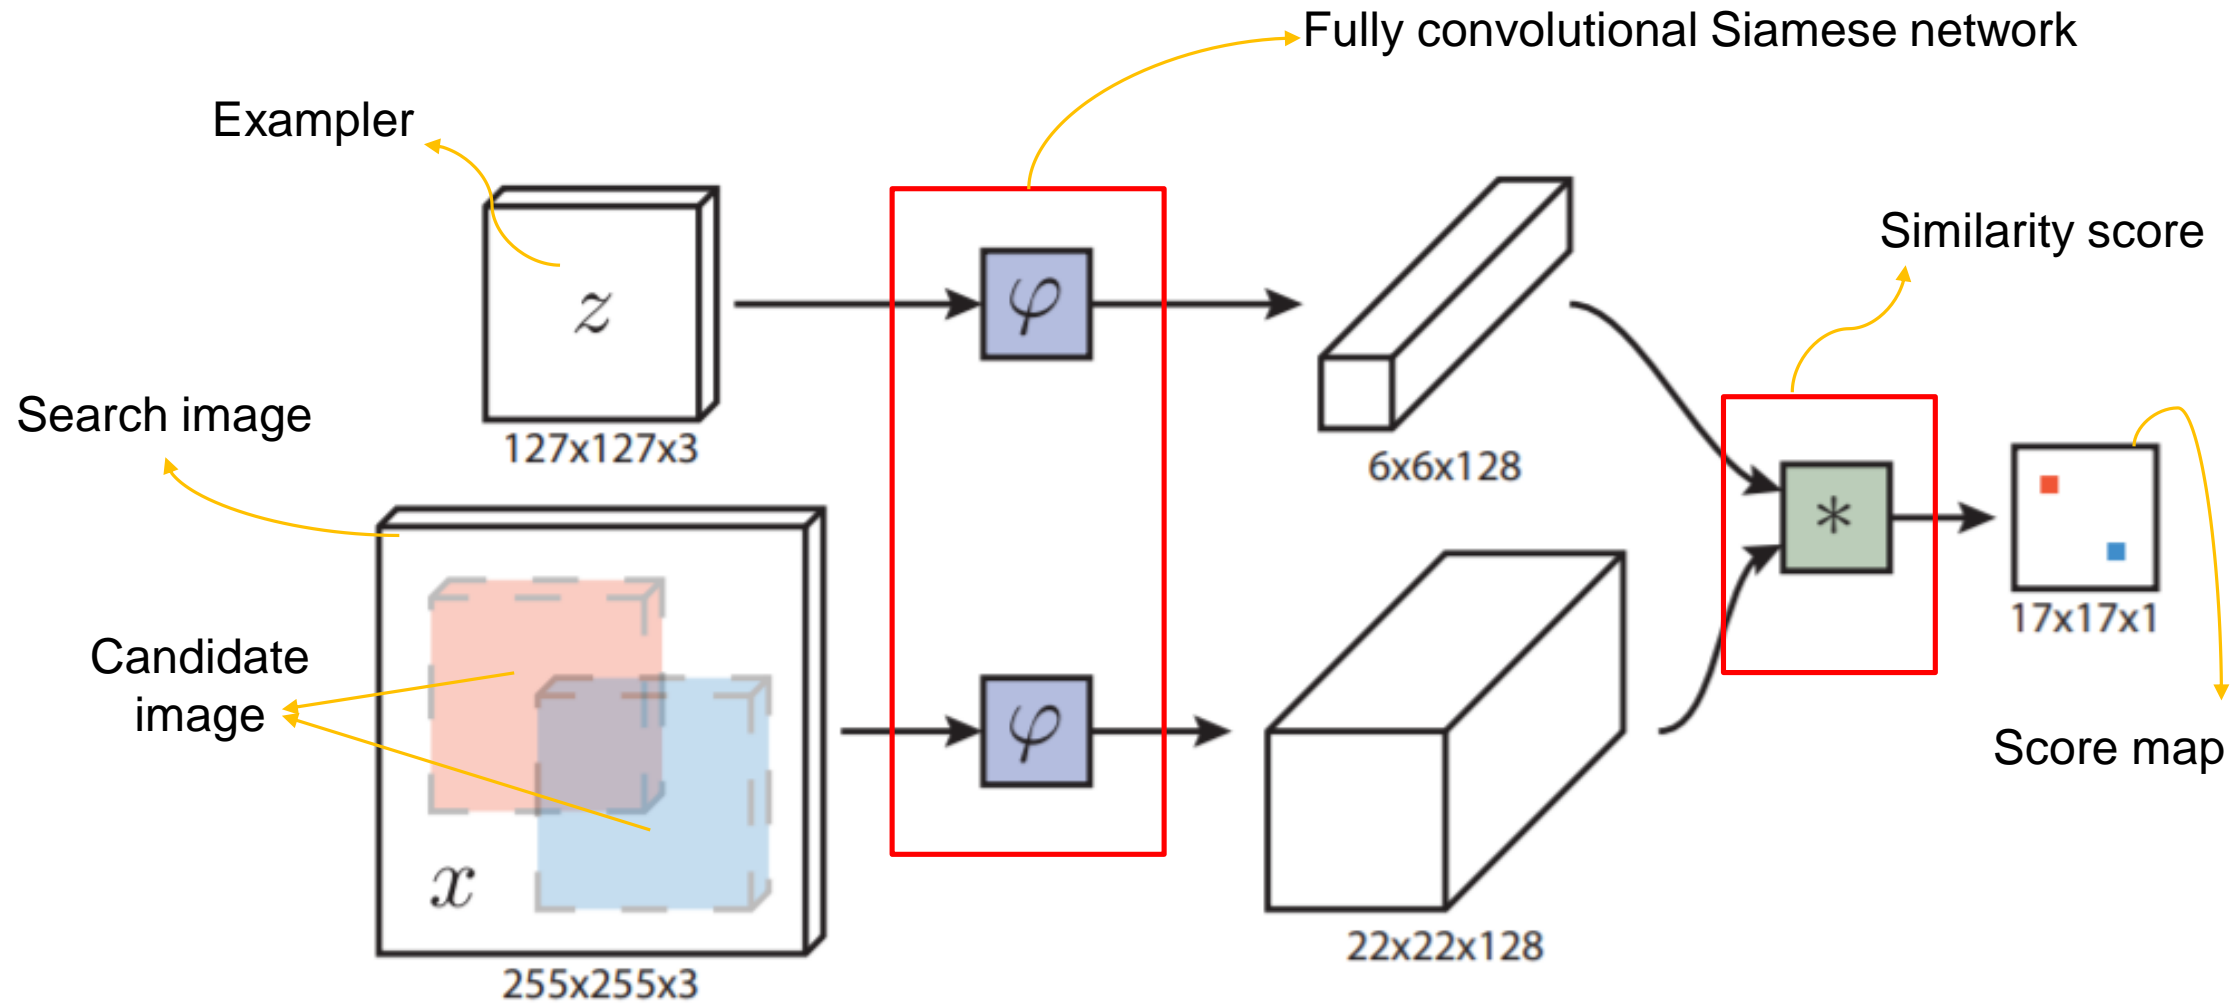 Fully convolutional Siamese network
Exampler
Similarity score
z
φ
127x127x3
6x6x128
Search image
*
17x17x1
Candidate
image
x
φ
Score map
22x22x128
255x255x3